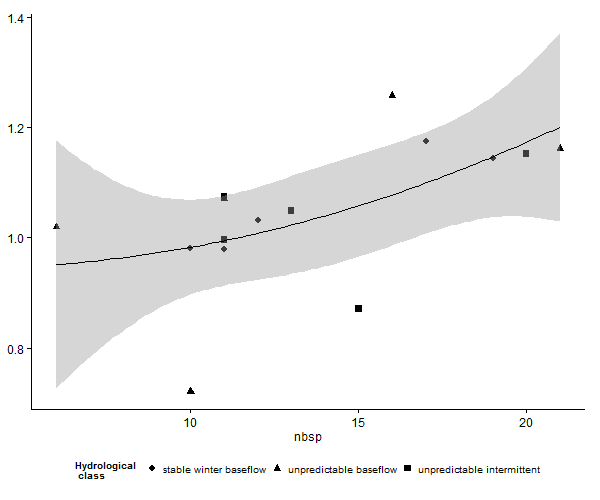 1.4
1.2
1.0
0.8
10 15 20
nbsp
Hydrological
class
stable winter baseflow unpredictable baseflow unpredictable intermittent